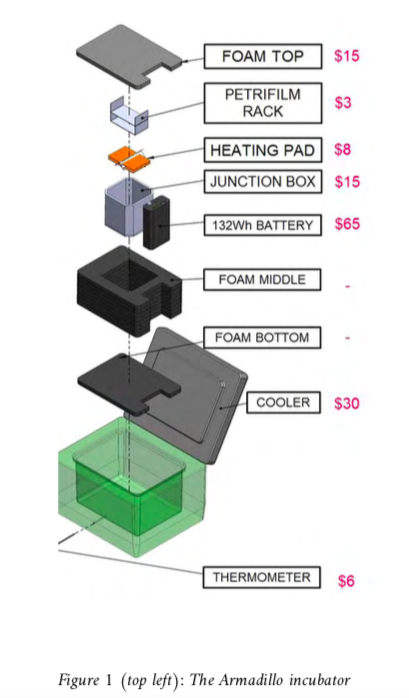 FOAM TOP $15
PETRIFILM
RACK $3
HEATING PAD $8
JUNCTION BOX $15
132Wh BATTERY $65
FOAM MIDDLE -
FOAM BOTTOM -
COOLER $30
THERMOMETER $6
Figure 1 (top left): The Armadillo incubator